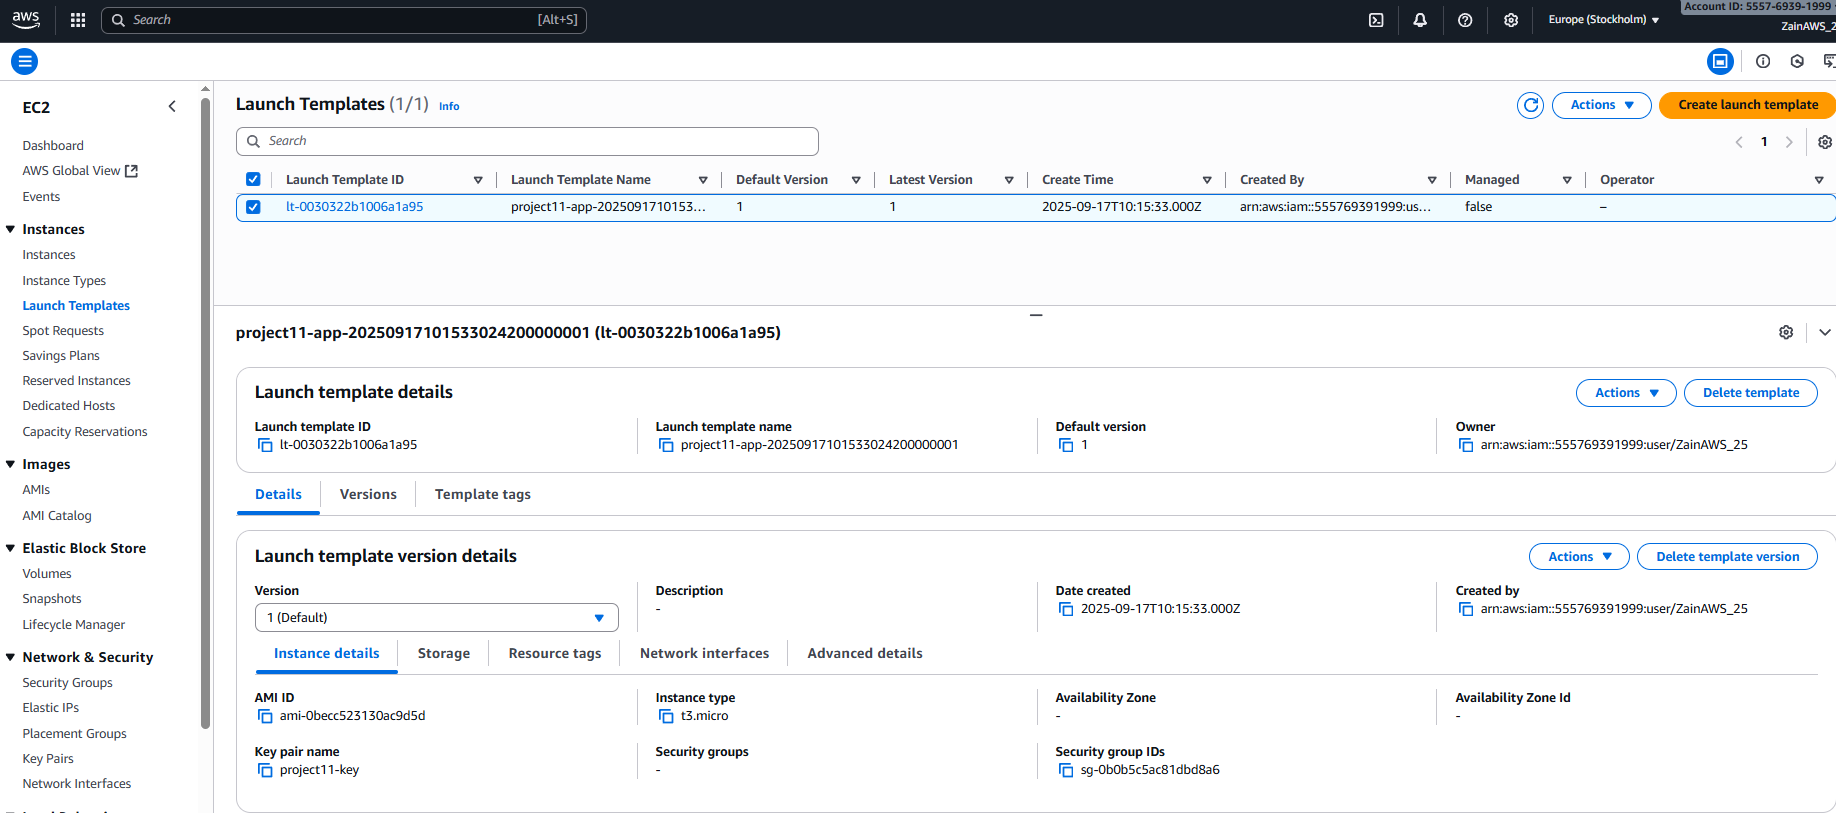 aws
Search [Alt+S]
Europe (Stockholm)
Account ID: 5557-6939-1999
ZainAWS_2
EC2
Dashboard
AWS Global View
Events
Instances
Instances
Instance Types
Launch Templates
Spot Requests
Savings Plans
Reserved Instances
Dedicated Hosts
Capacity Reservations
Images
AMIs
AMI Catalog
Elastic Block Store
Volumes
Snapshots
Lifecycle Manager
Network & Security
Security Groups
Elastic IPs
Placement Groups
Key Pairs
Network Interfaces
Launch Templates (1/1) Info
Actions
Create launch template
Search
1
Launch Template ID Launch Template Name Default Version Latest Version Create Time Created By Managed Operator
lt-0030322b1006a1a95 project11-app-2025091710153... 1 1 2025-09-17T10:15:33.000Z arn:aws:iam::555769391999:us... false –
project11-app-20250917101533024200000001 (lt-0030322b1006a1a95)
Launch template details
Actions
Delete template
Launch template ID Launch template name Default version Owner
lt-0030322b1006a1a95 project11-app-20250917101533024200000001 1 arn:aws:iam::555769391999:user/ZainAWS_25
Details Versions Template tags
Launch template version details
Actions
Delete template version
Version Description Date created Created by
1 (Default) - 2025-09-17T10:15:33.000Z arn:aws:iam::555769391999:user/ZainAWS_25
Instance details Storage Resource tags Network interfaces Advanced details
AMI ID Instance type Availability Zone Availability Zone Id
ami-0becc523130ac9d5d t3.micro - -
Key pair name Security groups Security group IDs
project11-key - sg-0b0b5c5ac81dbd8a6